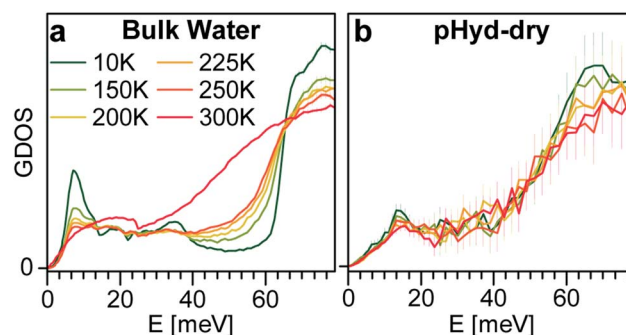 a Bulk Water
10K 225K
150K 250K
200K 300K
GDOS
0
0 20 40 60
E [meV]
b pHyd-dry
0 20 40 60
E [meV]